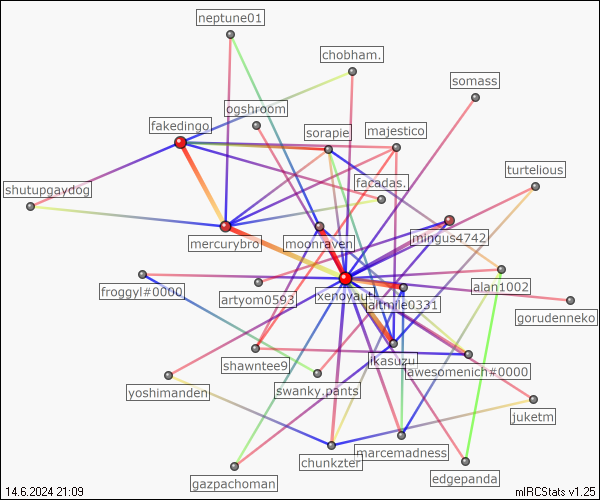 neptune01
chobham.
somass
ogshroom
fakedingo
sorapie
majestico
turtelious
shutupgaydog
facadas.
mercurybro
moonraven
mingus4742
froggyl#0000
artyom0593
xenoyaut
altmile0331
alan1002
gorudenneko
shawntee9
ikasuzu
awesomenich#.0000
yoshimanden
swanky.pants
juketm
gazpachoman
chunkzter
marcemadness
edgepanda
14.6.2024 21:09
mIRCStats v1.25